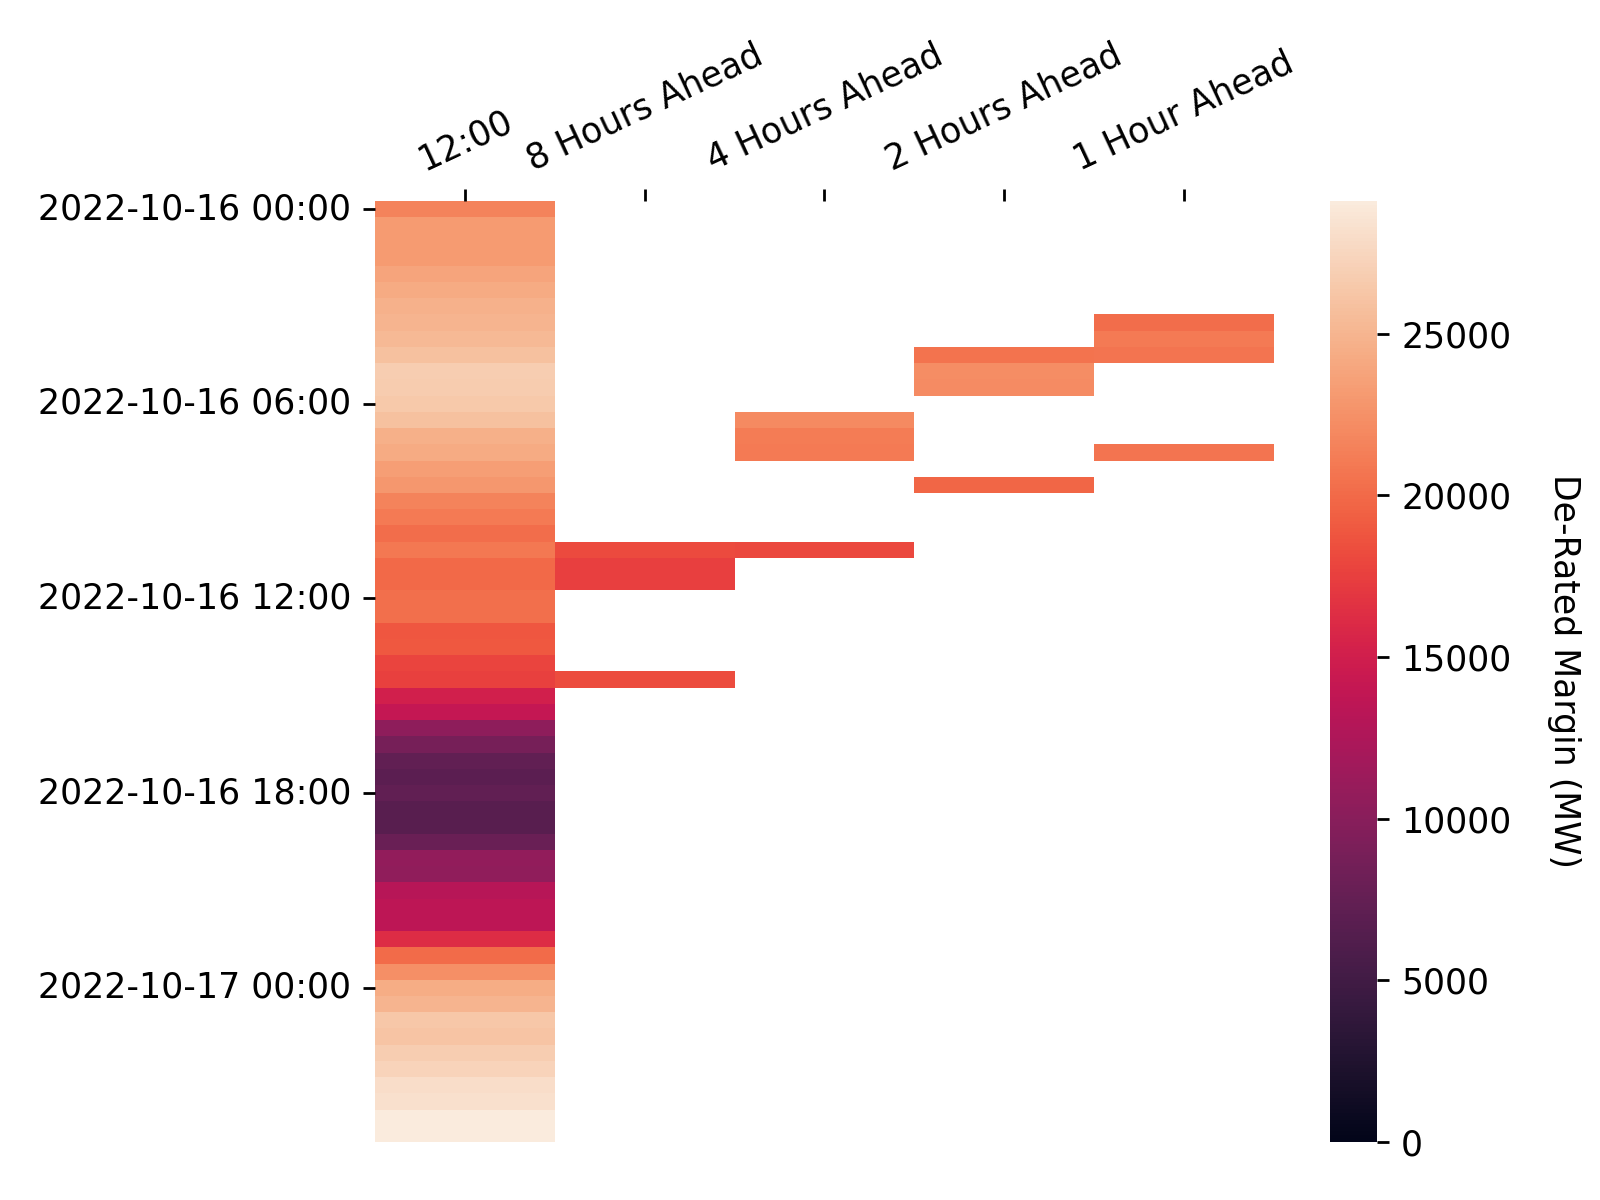 12:00
8 Hours Ahead
4 Hours Ahead
2 Hours Ahead
1 Hour Ahead
2022-10-16 00:00
2022-10-16 06:00
2022-10-16 12:00
2022-10-16 18:00
2022-10-17 00:00
25000
20000
15000
10000
5000
0
De-Rated Margin (MW)